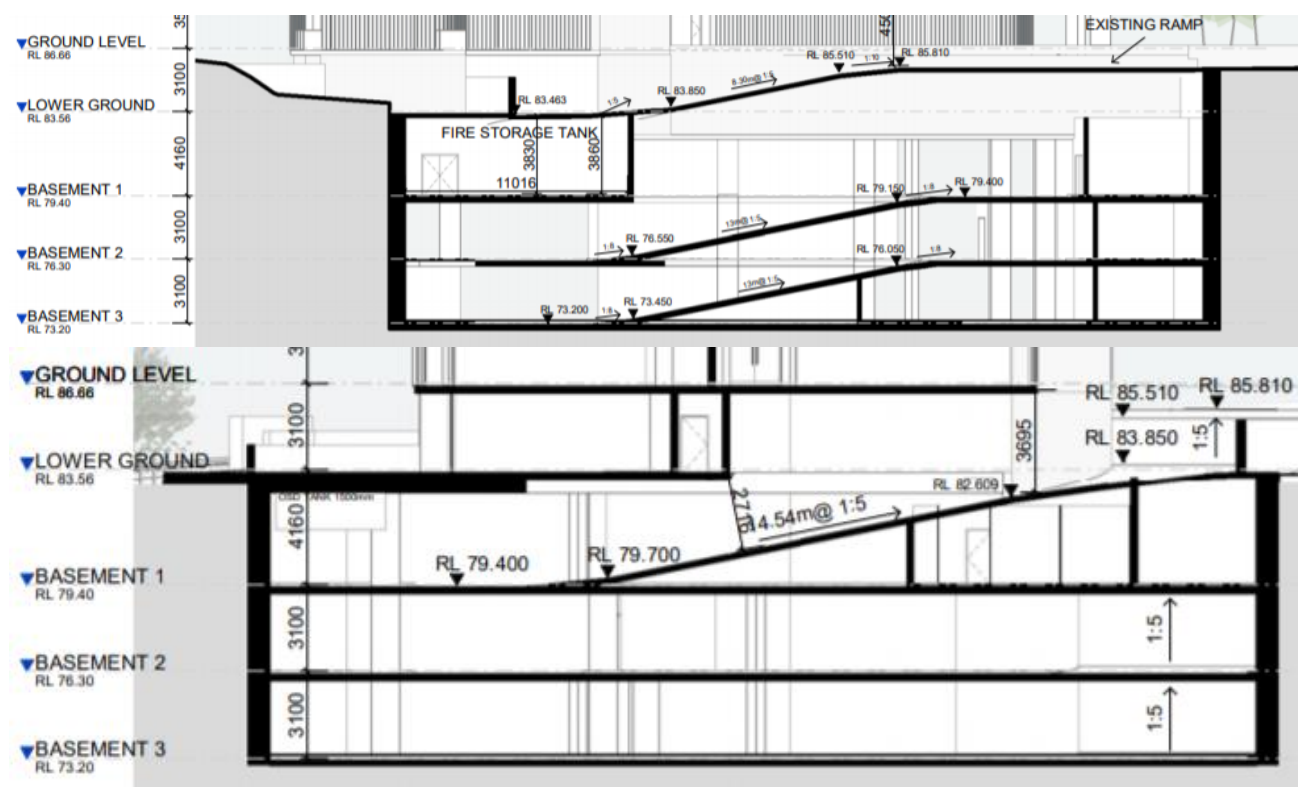 35
GROUND LEVEL
RL 86.66
3100
LOWER GROUND
RL 83.56
4160
BASEMENT 1
RL 79.40
3100
BASEMENT 2
RL 76.30
3100
BASEMENT 3
RL 73.20
450
EXISTING RAMP
RL 85.510
1:10
RL 85.810
8.30m@ 1:5
RL 83.463
1:8
RL 83.850
FIRE STORAGE TANK
3830
3860
11016
RL 79.150
1:8
RL 79.400
13m@ 1:5
1:8
RL 76.550
RL 76.050
1:8
13m@ 1:5
RL 73.200
1:8
RL 73.450
GROUND LEVEL
RL 86.66
3100
LOWER GROUND
RL 83.56
4160
BASEMENT 1
RL 79.40
3100
BASEMENT 2
RL 76.30
3100
BASEMENT 3
RL 73.20
RL 85.510
RL 85.810
3695
RL 83.850
1:5
OSD TANK 1500mm
2716
14.54m@ 1:5
RL 82.609
RL 79.400
RL 79.700
1:5
1:5